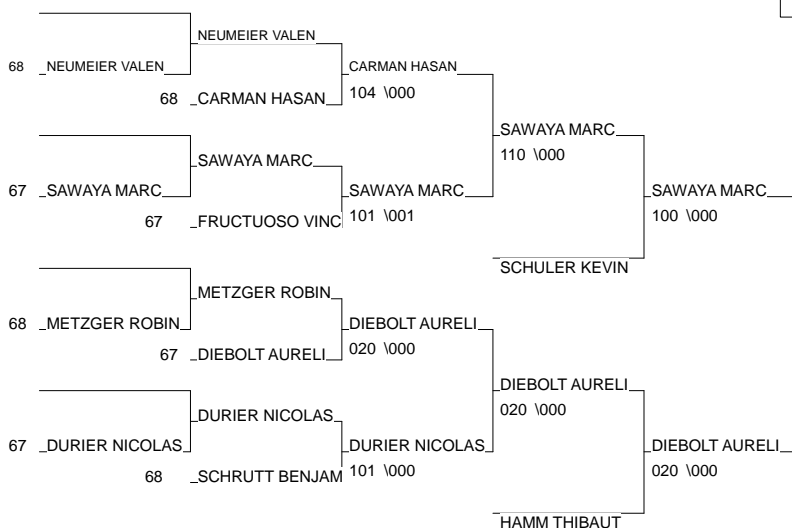 NEUMEIER VALEN
68 NEUMEIER VALEN
CARMAN HASAN
68 CARMAN HASAN
104 \000
SAWAYA MARC
110 \000
SAWAYA MARC
67 SAWAYA MARC
SAWAYA MARC
SAWAYA MARC
67 FRUCTUOSO VINC
101 \001
100 \000
SCHULER KEVIN
METZGER ROBIN
68 METZGER ROBIN
DIEBOLT AURELI
67 DIEBOLT AURELI
020 \000
DIEBOLT AURELI
020 \000
DURIER NICOLAS
67 DURIER NICOLAS
DURIER NICOLAS
DIEBOLT AURELI
68 SCHRUTT BENJAM
101 \000
020 \000
HAMM THIBAUT